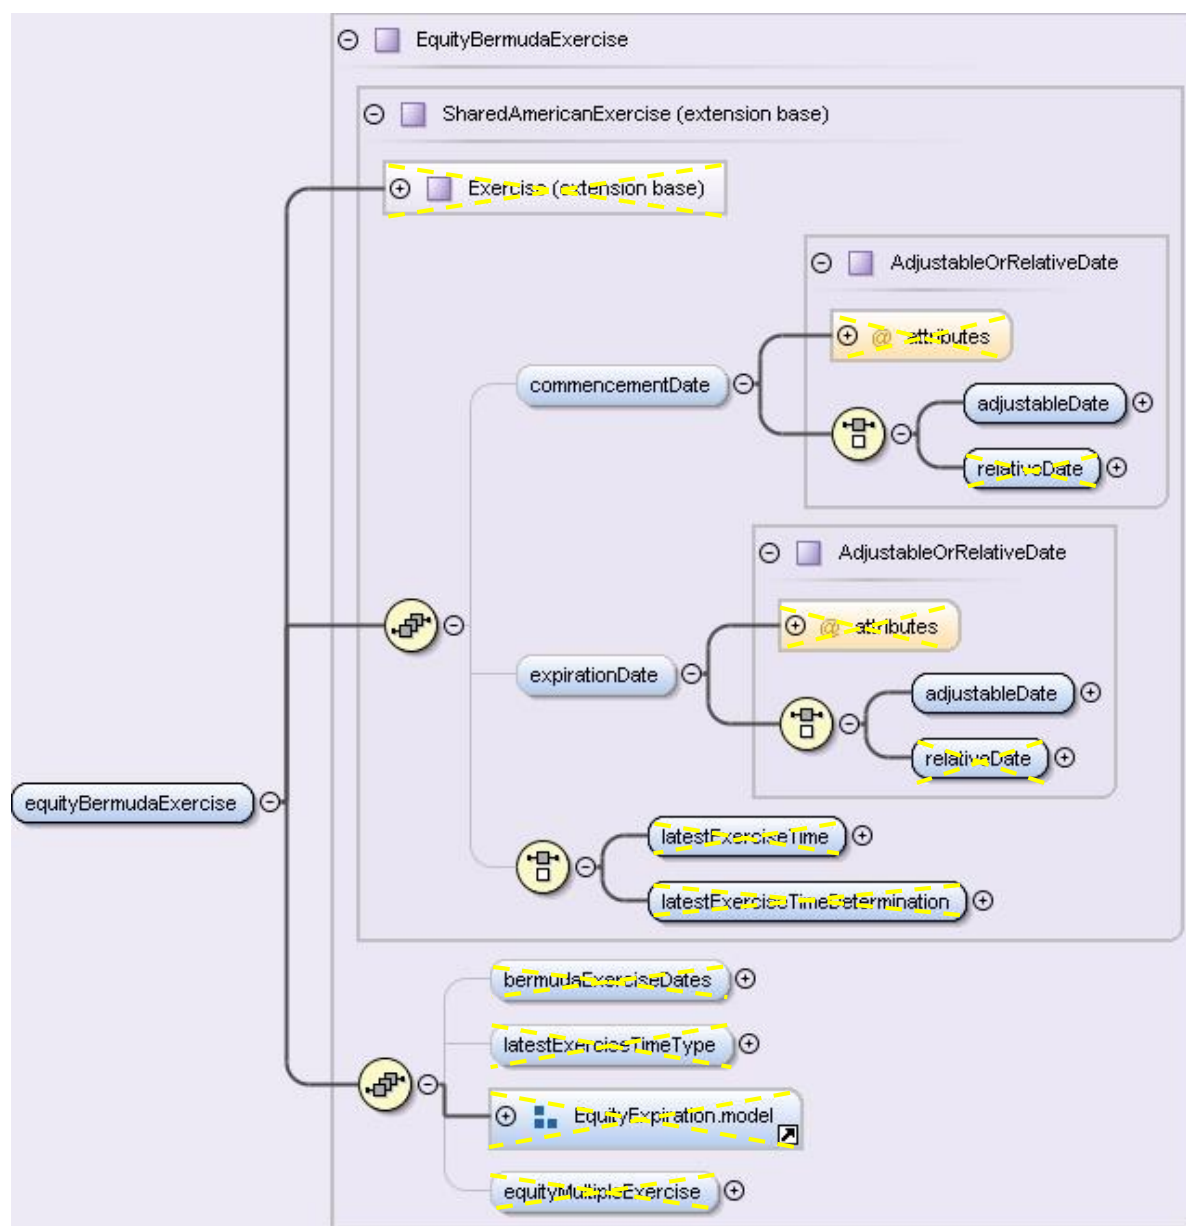 EquityBermudaExercise
SharedAmericanExercise (extension base)
Exercise (extension base)
AdjustableOrRelativeDate
@ attributes
commencementDate
adjustableDate
relativeDate
AdjustableOrRelativeDate
@ attributes
expirationDate
adjustableDate
relativeDate
equityBermudaExercise
latestExerciseTime
latestExerciseTimeDetermination
bermudaExerciseDates
latestExerciseTimeType
EquityExpiration.model
equityMultipleExercise